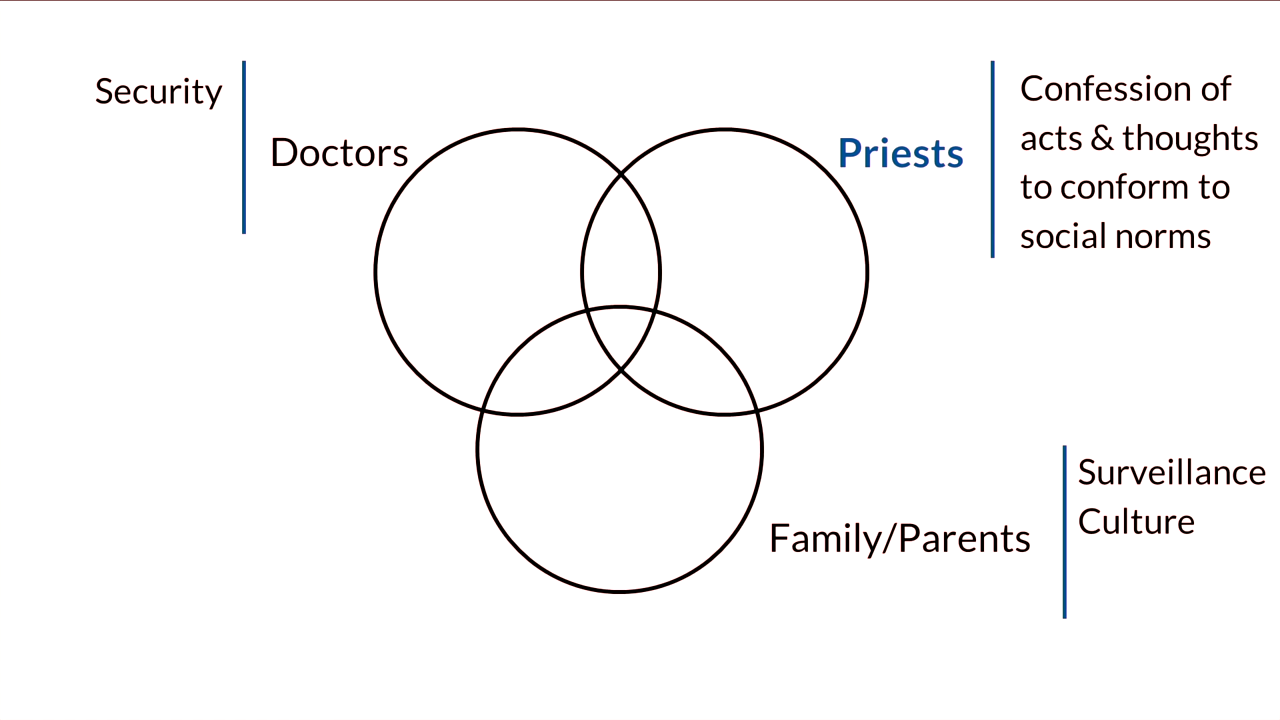 Security
Doctors
Priests
Confession of
acts & thoughts
to conform to
social norms
Surveillance
Culture
Family/Parents